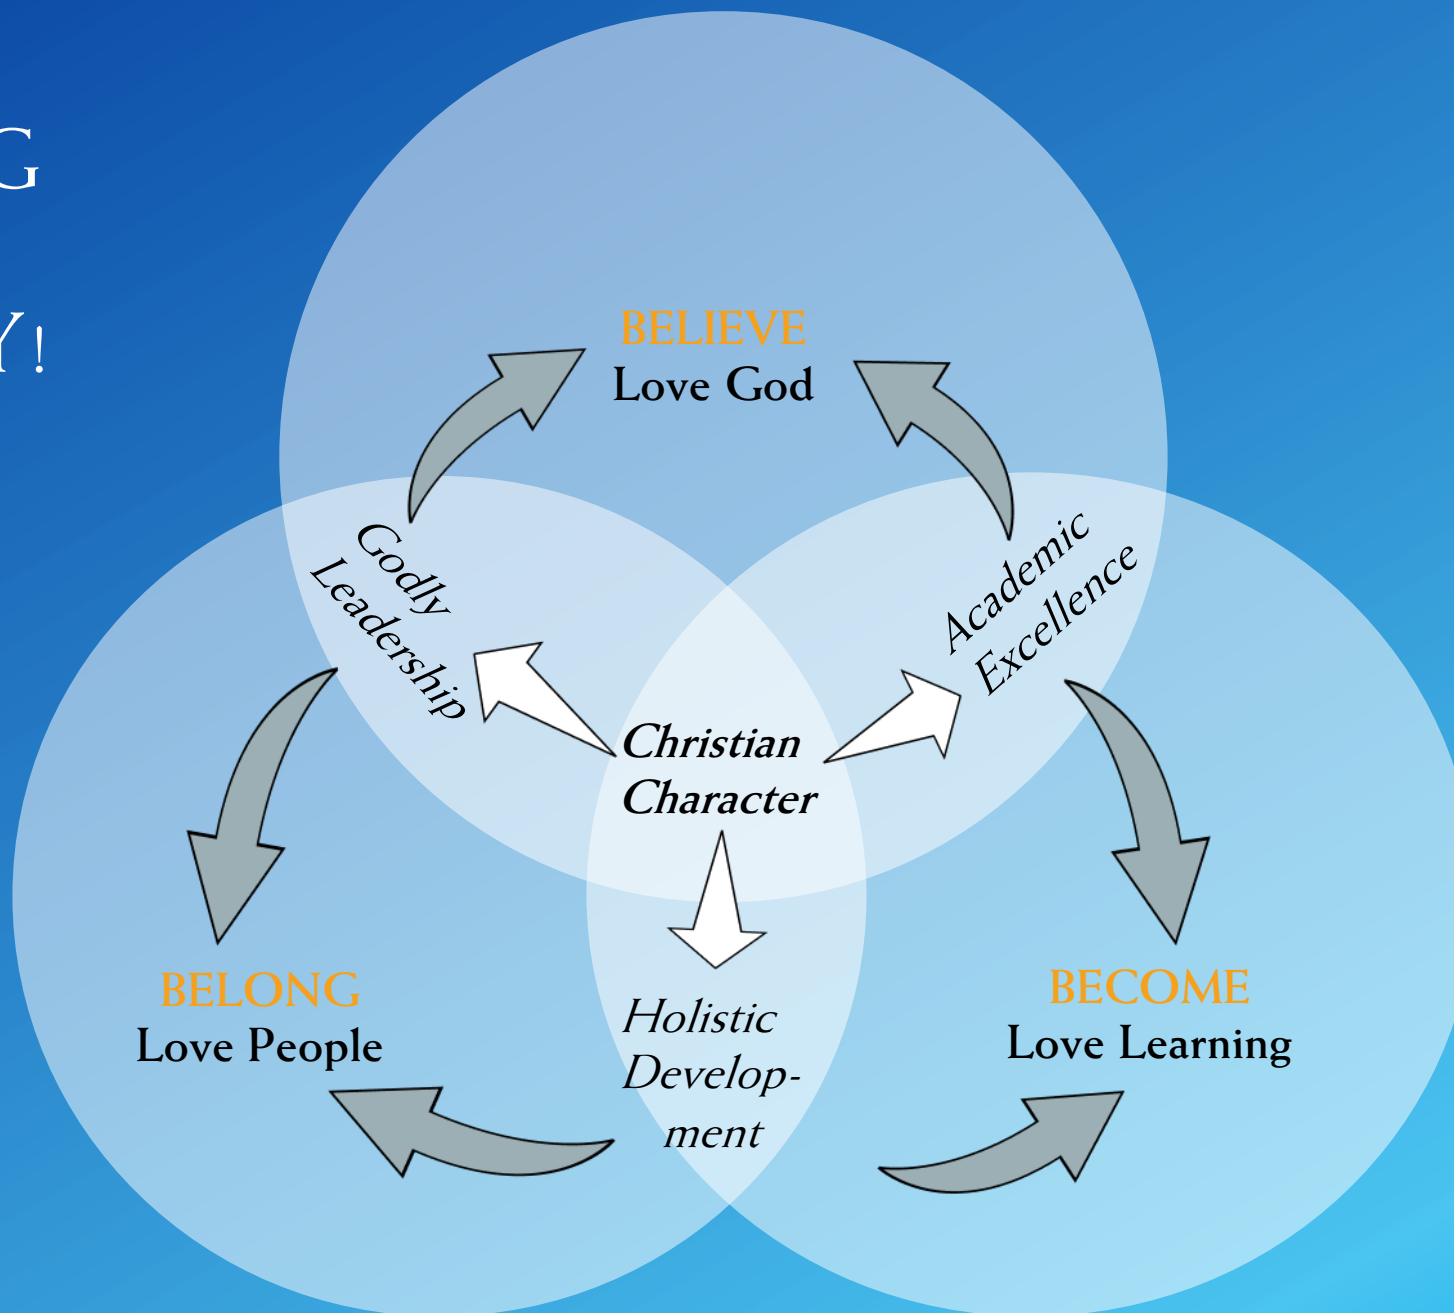 G
Y!
BELIEVE
Love God
Godly
Leadership
Academic
Excellence
Christian
Character
BELONG
Love People
BECOME
Love Learning
Holistic
Develop-
ment